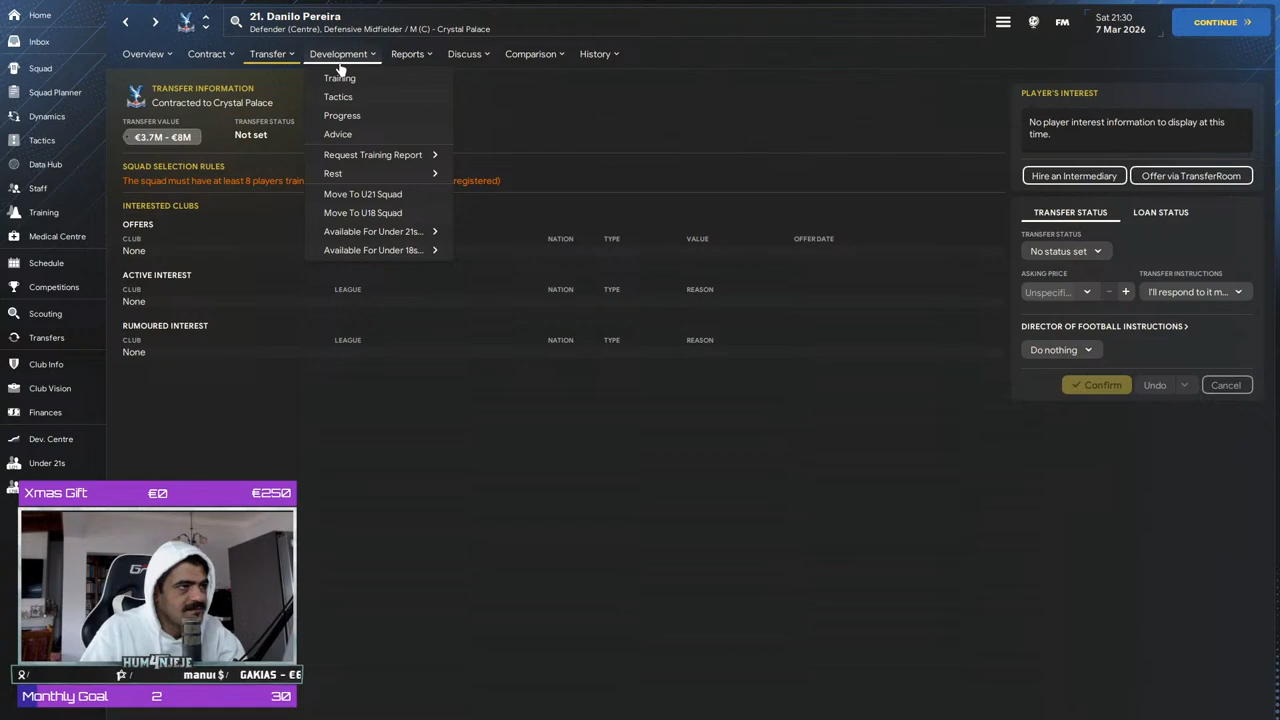 Home
21. Danilo Pereira
Defender (Centre), Defensive Midfielder / M (C) - Crystal Palace
FM
Sat 21:30
7 Mar 2026
CONTINUE
Inbox
Squad
Squad Planner
Dynamics
Tactics
Data Hub
Staff
Training
Medical Centre
Schedule
Competitions
Scouting
Transfers
Club Info
Club Vision
Finances
Dev. Centre
Under 21s
Overview
Contract
Transfer
Development
Reports
Discuss
Comparison
History
TRANSFER INFORMATION
Contracted to Crystal Palace
TRANSFER VALUE
TRANSFER STATUS
€3.7M - €8M
Not set
SQUAD SELECTION RULES
The squad must have at least 8 players train
egistered)
INTERESTED CLUBS
OFFERS
CLUB
NATION
TYPE
VALUE
OFFER DATE
None
ACTIVE INTEREST
CLUB
LEAGUE
NATION
TYPE
REASON
None
RUMOURED INTEREST
CLUB
LEAGUE
NATION
TYPE
REASON
None
Training
Tactics
Progress
Advice
Request Training Report
Rest
Move To U21 Squad
Move To U18 Squad
Available For Under 21s...
Available For Under 18s...
PLAYER'S INTEREST
No player interest information to display at this
time.
Hire an Intermediary
Offer via TransferRoom
TRANSFER STATUS
LOAN STATUS
TRANSFER STATUS
No status set
ASKING PRICE
TRANSFER INSTRUCTIONS
Unspecifi...
I'll respond to it m...
DIRECTOR OF FOOTBALL INSTRUCTIONS
Do nothing
Confirm
Undo
Cancel
Xmas Gift
€0
€250
HUM4NJEJE
manu
GAKIAS - €
Monthly Goal
2
30